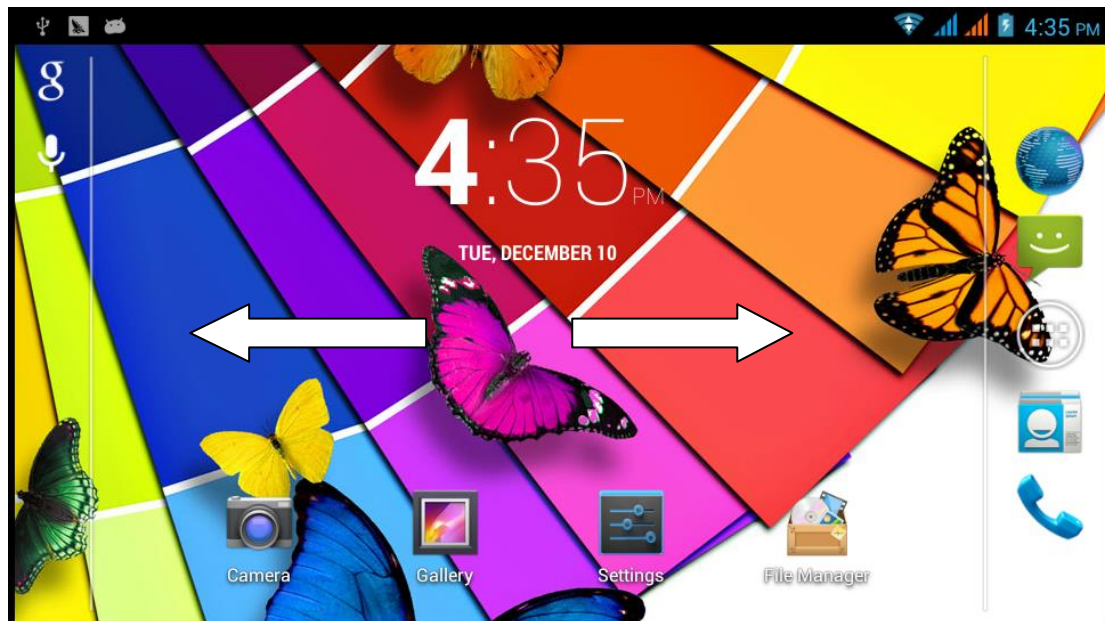 4:35 PM
g
4:35 PM
TUE, DECEMBER 10
Camera
Gallery
Settings
File Manager